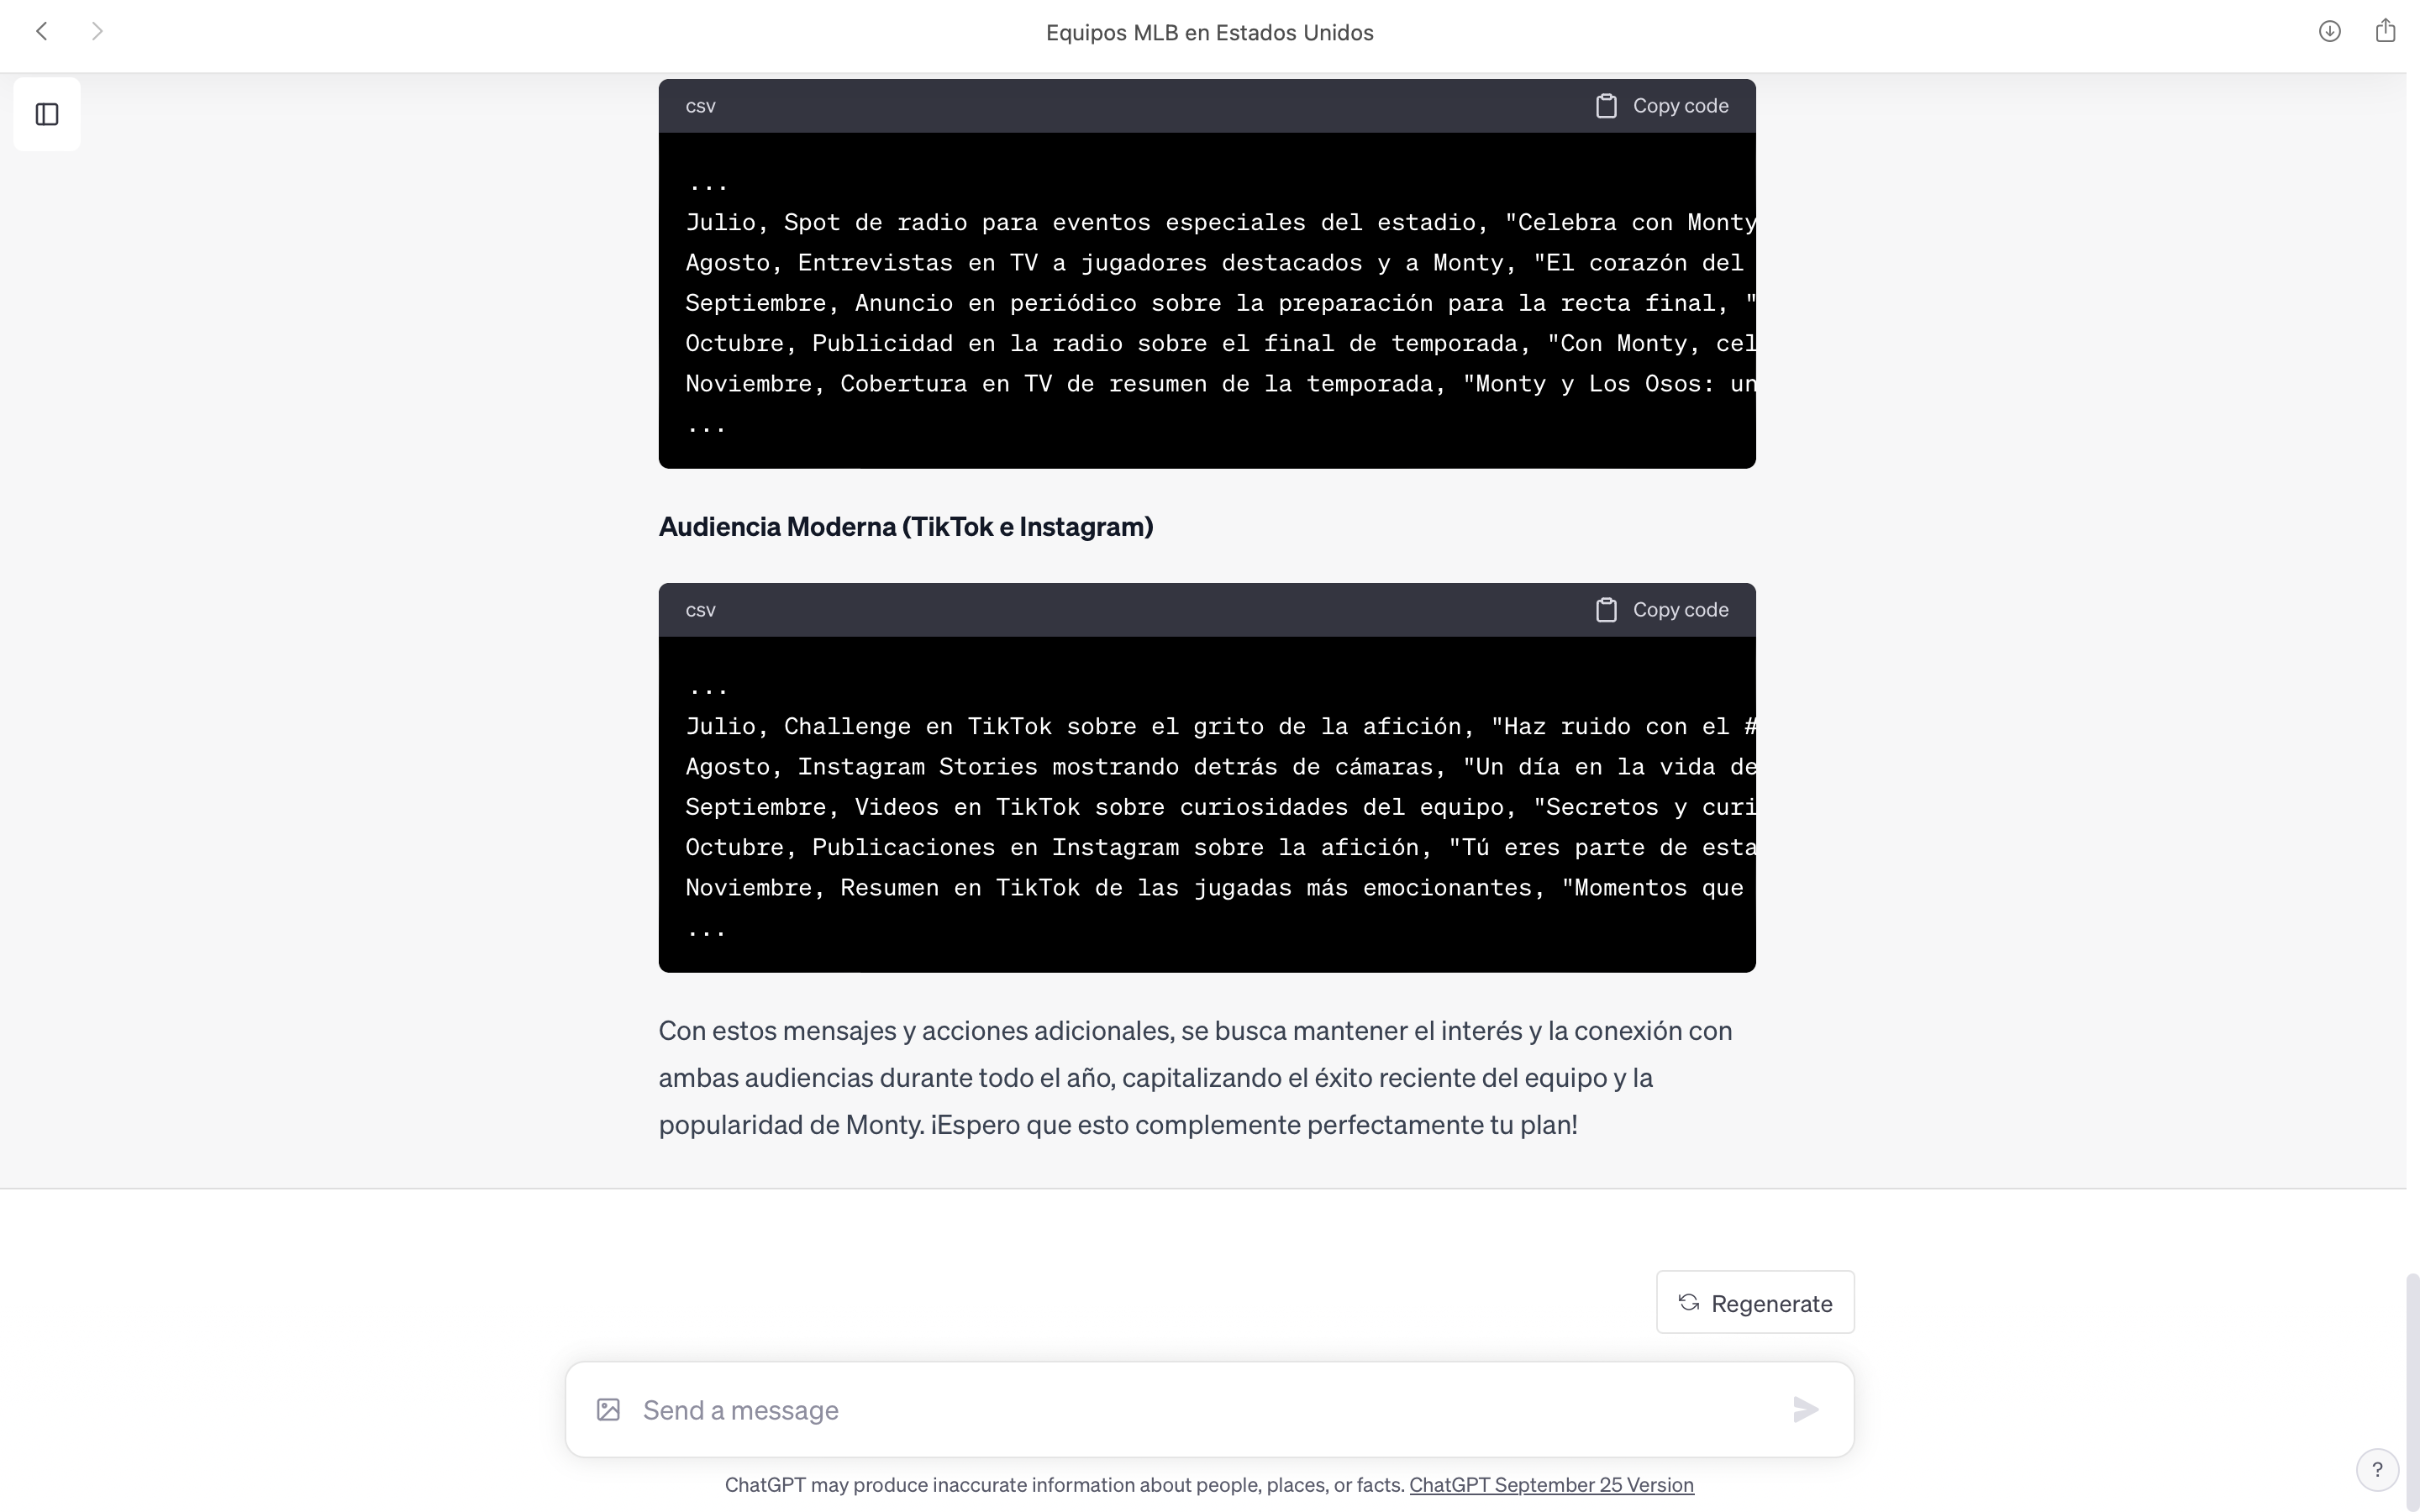 Equipos MLB en Estados Unidos
csv
Copy code
...
Julio, Spot de radio para eventos especiales del estadio, "Celebra con Monty
Agosto, Entrevistas en TV a jugadores destacados y a Monty, "El corazón del
Septiembre, Anuncio en periódico sobre la preparación para la recta final, "
Octubre, Publicidad en la radio sobre el final de temporada, "Con Monty, cel
Noviembre, Cobertura en TV de resumen de la temporada, "Monty y Los Osos: un
...
Audiencia Moderna (TikTok e Instagram)
csv
Copy code
...
Julio, Challenge en TikTok sobre el grito de la afición, "Haz ruido con el #
Agosto, Instagram Stories mostrando detrás de cámaras, "Un día en la vida de
Septiembre, Videos en TikTok sobre curiosidades del equipo, "Secretos y curi
Octubre, Publicaciones en Instagram sobre la afición, "Tú eres parte de esta
Noviembre, Resumen en TikTok de las jugadas más emocionantes, "Momentos que
...
Con estos mensajes y acciones adicionales, se busca mantener el interés y la conexión con
ambas audiencias durante todo el año, capitalizando el éxito reciente del equipo y la
popularidad de Monty. ¡Espero que esto complemente perfectamente tu plan!
Regenerate
Send a message
ChatGPT may produce inaccurate information about people, places, or facts. ChatGPT September 25 Version
?